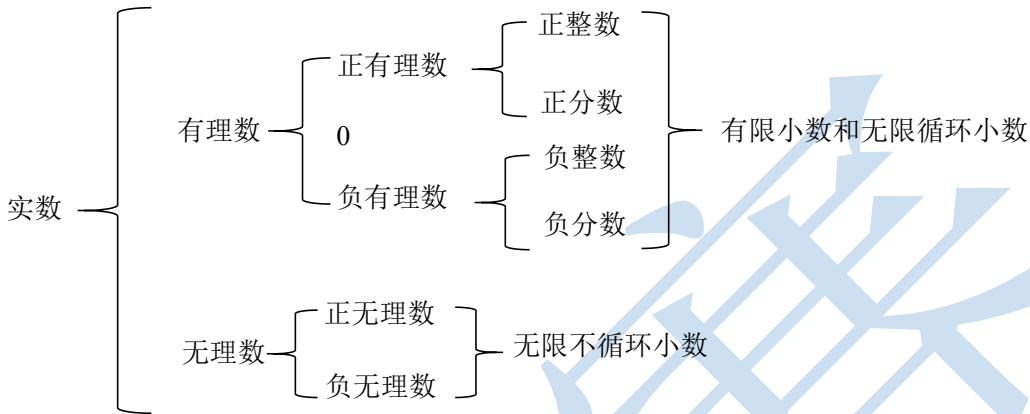 正整数
正有理数
正分数
有理数
0
有限小数和无限循环小数
负整数
负有理数
实数
负分数
正无理数
无理数
无限不循环小数
负无理数